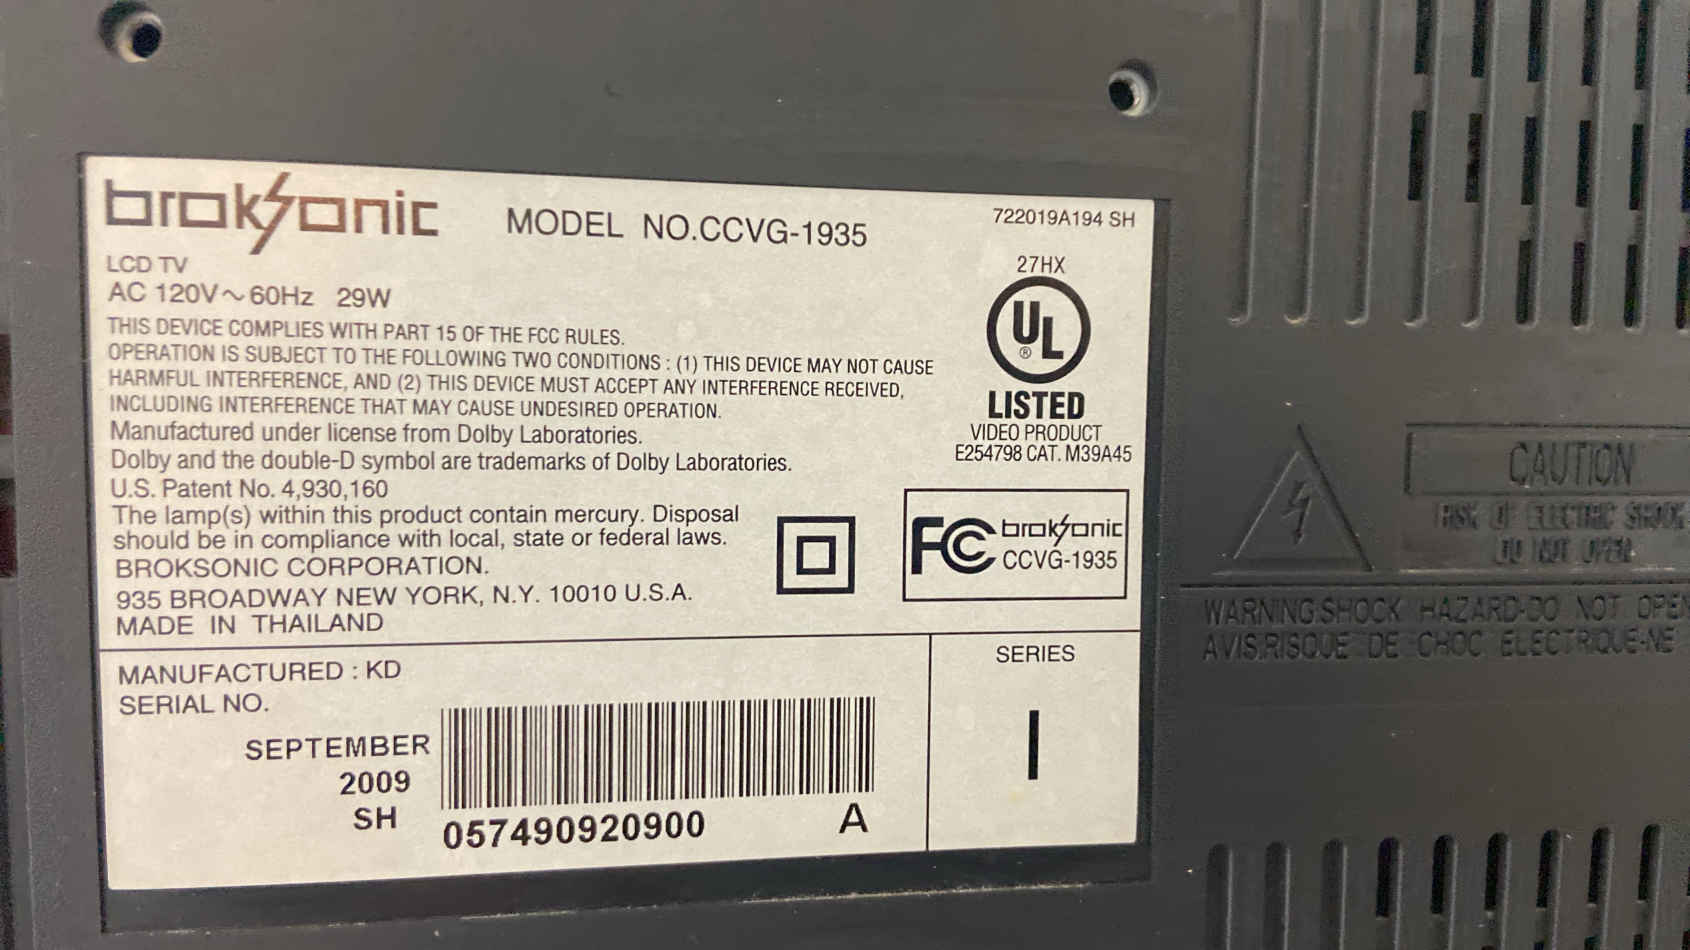 broksonic MODEL NO.CCVG-1935 722019A194 SH
LCD TV
AC 120V～60Hz 29W
THIS DEVICE COMPLIES WITH PART 15 OF THE FCC RULES.
OPERATION IS SUBJECT TO THE FOLLOWING TWO CONDITIONS : (1) THIS DEVICE MAY NOT CAUSE
HARMFUL INTERFERENCE, AND (2) THIS DEVICE MUST ACCEPT ANY INTERFERENCE RECEIVED,
INCLUDING INTERFERENCE THAT MAY CAUSE UNDESIRED OPERATION.
Manufactured under license from Dolby Laboratories.
Dolby and the double-D symbol are trademarks of Dolby Laboratories.
U.S. Patent No. 4,930,160
The lamp(s) within this product contain mercury. Disposal
should be in compliance with local, state or federal laws.
BROKSONIC CORPORATION.
935 BROADWAY NEW YORK, N.Y. 10010 U.S.A.
MADE IN THAILAND
27HX
UL ®
LISTED
VIDEO PRODUCT
E254798 CAT. M39A45
FC broksonic
CCVG-1935
MANUFACTURED : KD
SERIAL NO.
SEPTEMBER
2009
SH
057490920900 A
SERIES
I
CAUTION
RISK OF ELECTRIC SHOCK
DO NOT OPEN
WARNING:SHOCK HAZARD-DO NOT OPEN
AVIS:RISQUE DE CHOC ELECTRIQUE-NE